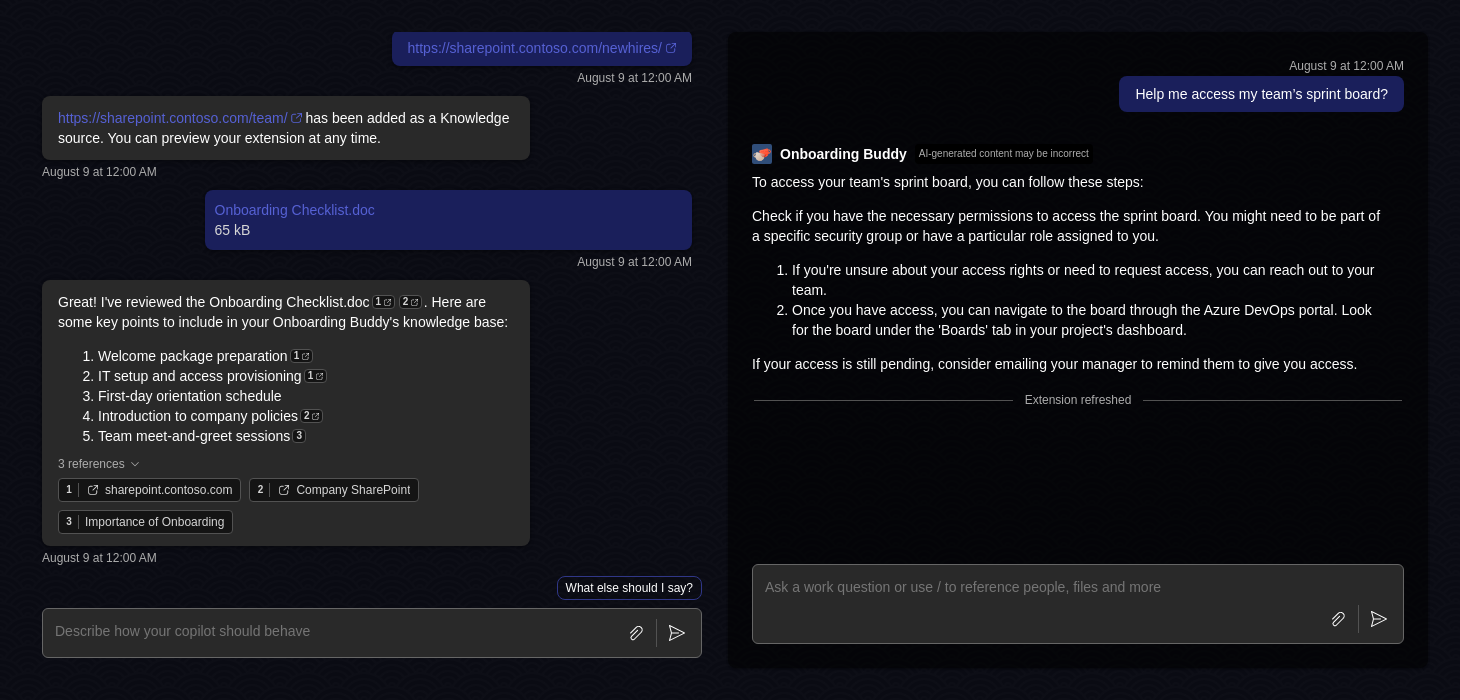 https://sharepoint.contoso.com/newhires/
August 9 at 12:00 AM
https://sharepoint.contoso.com/team/ has been added as a Knowledge
source. You can preview your extension at any time.
August 9 at 12:00 AM
Onboarding Checklist.doc
65 kB
August 9 at 12:00 AM
Great! I've reviewed the Onboarding Checklist.doc 1 2 . Here are
some key points to include in your Onboarding Buddy's knowledge base:
1. Welcome package preparation 1
2. IT setup and access provisioning 1
3. First-day orientation schedule
4. Introduction to company policies 2
5. Team meet-and-greet sessions 3
3 references
1 sharepoint.contoso.com 2 Company SharePoint
3 Importance of Onboarding
August 9 at 12:00 AM
What else should I say?
Describe how your copilot should behave
August 9 at 12:00 AM
Help me access my team’s sprint board?
Onboarding Buddy AI-generated content may be incorrect
To access your team's sprint board, you can follow these steps:
Check if you have the necessary permissions to access the sprint board. You might need to be part of
a specific security group or have a particular role assigned to you.
1. If you're unsure about your access rights or need to request access, you can reach out to your
team.
2. Once you have access, you can navigate to the board through the Azure DevOps portal. Look
for the board under the 'Boards' tab in your project's dashboard.
If your access is still pending, consider emailing your manager to remind them to give you access.
Extension refreshed
Ask a work question or use / to reference people, files and more